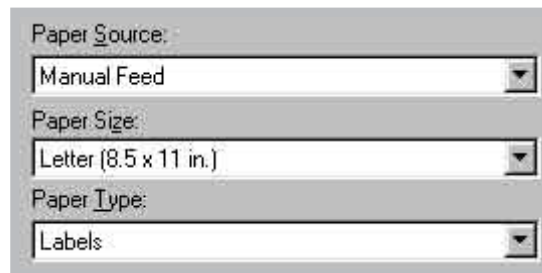 Paper Source:
Manual Feed
Paper Size:
Letter (8.5 x 11 in.)
Paper Type:
Labels